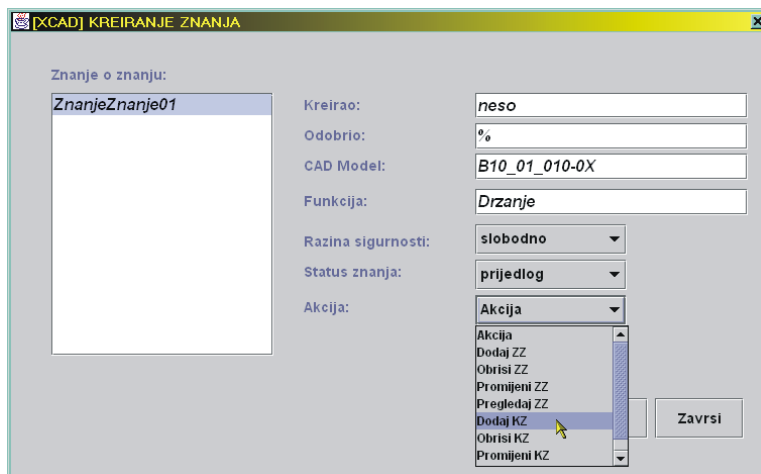 [XCAD] KREIRANJE ZNANJA
Znanje o znanju:
ZnanjeZnanje01
Kreirao:
neso
Odobrio:
%
CAD Model:
B10_01_010-0X
Funkcija:
Drzanje
Razina sigurnosti:
slobodno
Status znanja:
prijedlog
Akcija:
Akcija
Akcija
Dodaj ZZ
Obrisi ZZ
Promijeni ZZ
Pregledaj ZZ
Dodaj KZ
Obrisi KZ
Promijeni KZ
Zavrsi